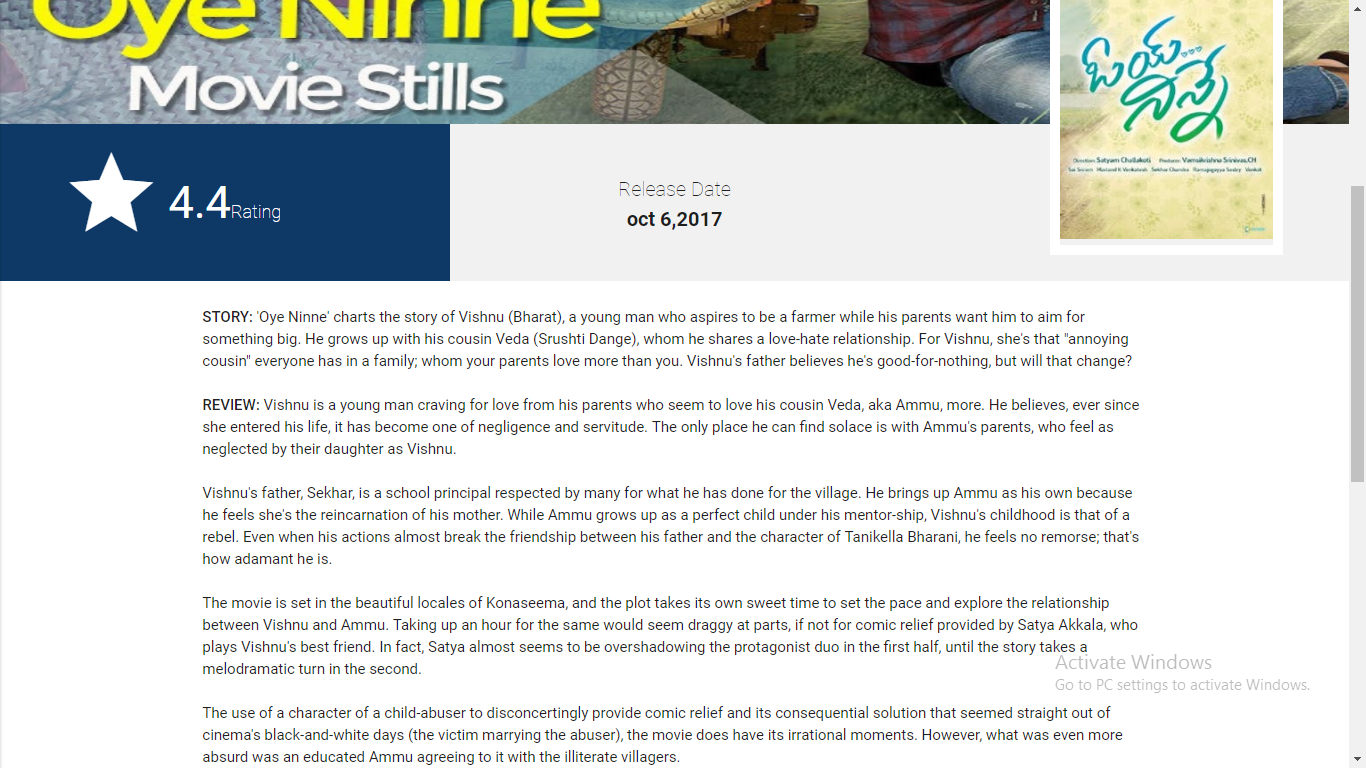 Oye Ninne
Movie Stills
ఓయ్...
నిన్నే
Direction: Satyam Challakoti Producer: Vamsikrishna Srinivas.CH
Sai Sriram Martand K Venkatesh Sekhar Chandra Ramajogayya Sastry Venkat
4.4 Rating
Release Date
oct 6,2017
STORY: 'Oye Ninne' charts the story of Vishnu (Bharat), a young man who aspires to be a farmer while his parents want him to aim for
something big. He grows up with his cousin Veda (Srushti Dange), whom he shares a love-hate relationship. For Vishnu, she's that "annoying
cousin" everyone has in a family; whom your parents love more than you. Vishnu's father believes he's good-for-nothing, but will that change?
REVIEW: Vishnu is a young man craving for love from his parents who seem to love his cousin Veda, aka Ammu, more. He believes, ever since
she entered his life, it has become one of negligence and servitude. The only place he can find solace is with Ammu's parents, who feel as
neglected by their daughter as Vishnu.
Vishnu's father, Sekhar, is a school principal respected by many for what he has done for the village. He brings up Ammu as his own because
he feels she's the reincarnation of his mother. While Ammu grows up as a perfect child under his mentor-ship, Vishnu's childhood is that of a
rebel. Even when his actions almost break the friendship between his father and the character of Tanikella Bharani, he feels no remorse; that's
how adamant he is.
The movie is set in the beautiful locales of Konaseema, and the plot takes its own sweet time to set the pace and explore the relationship
between Vishnu and Ammu. Taking up an hour for the same would seem draggy at parts, if not for comic relief provided by Satya Akkala, who
plays Vishnu's best friend. In fact, Satya almost seems to be overshadowing the protagonist duo in the first half, until the story takes a
melodramatic turn in the second.
Activate Windows
Go to PC settings to activate Windows.
The use of a character of a child-abuser to disconcertingly provide comic relief and its consequential solution that seemed straight out of
cinema's black-and-white days (the victim marrying the abuser), the movie does have its irrational moments. However, what was even more
absurd was an educated Ammu agreeing to it with the illiterate villagers.